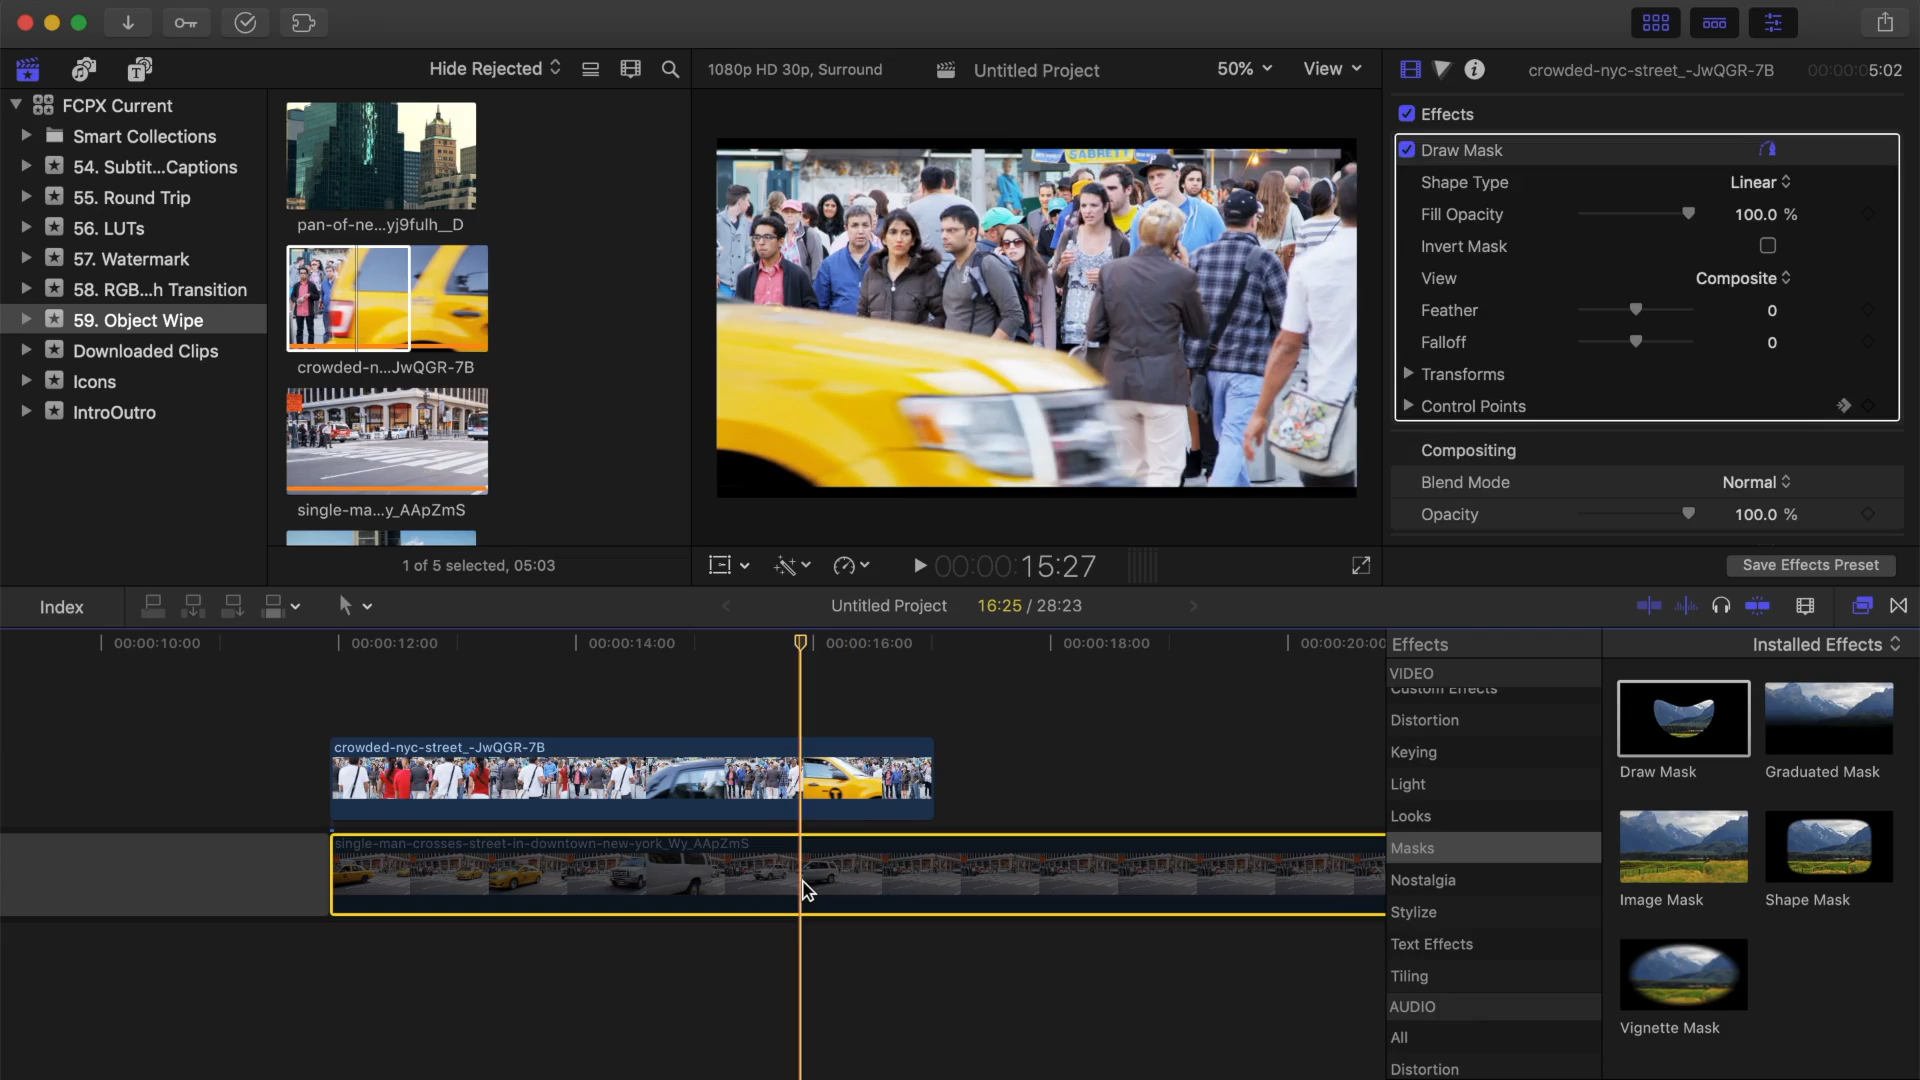 Hide Rejected
1080p HD 30p, Surround
Untitled Project
50%
View
crowded-nyc-street_-JwQGR-7B
00:00:05:02
FCPX Current
Smart Collections
54. Subtit...Captions
55. Round Trip
56. LUTs
57. Watermark
58. RGB...h Transition
59. Object Wipe
Downloaded Clips
Icons
IntroOutro
pan-of-ne...yj9fulh__D
crowded-n...JwQGR-7B
single-ma...y_AApZmS
1 of 5 selected, 05:03
SABRETT
00:00:15:27
Effects
Draw Mask
Shape Type
Linear
Fill Opacity
100.0 %
Invert Mask
View
Composite
Feather
0
Falloff
0
Transforms
Control Points
Compositing
Blend Mode
Normal
Opacity
100.0 %
Save Effects Preset
Index
Untitled Project
16:25 / 28:23
00:00:10:00
00:00:12:00
00:00:14:00
00:00:16:00
00:00:18:00
00:00:20:00
crowded-nyc-street_-JwQGR-7B
single-man-crosses-street-in-downtown-new-york_Wy_AApZmS
Effects
Installed Effects
VIDEO
Custom Effects
Distortion
Keying
Light
Looks
Masks
Nostalgia
Stylize
Text Effects
Tiling
AUDIO
All
Distortion
Draw Mask
Graduated Mask
Image Mask
Shape Mask
Vignette Mask